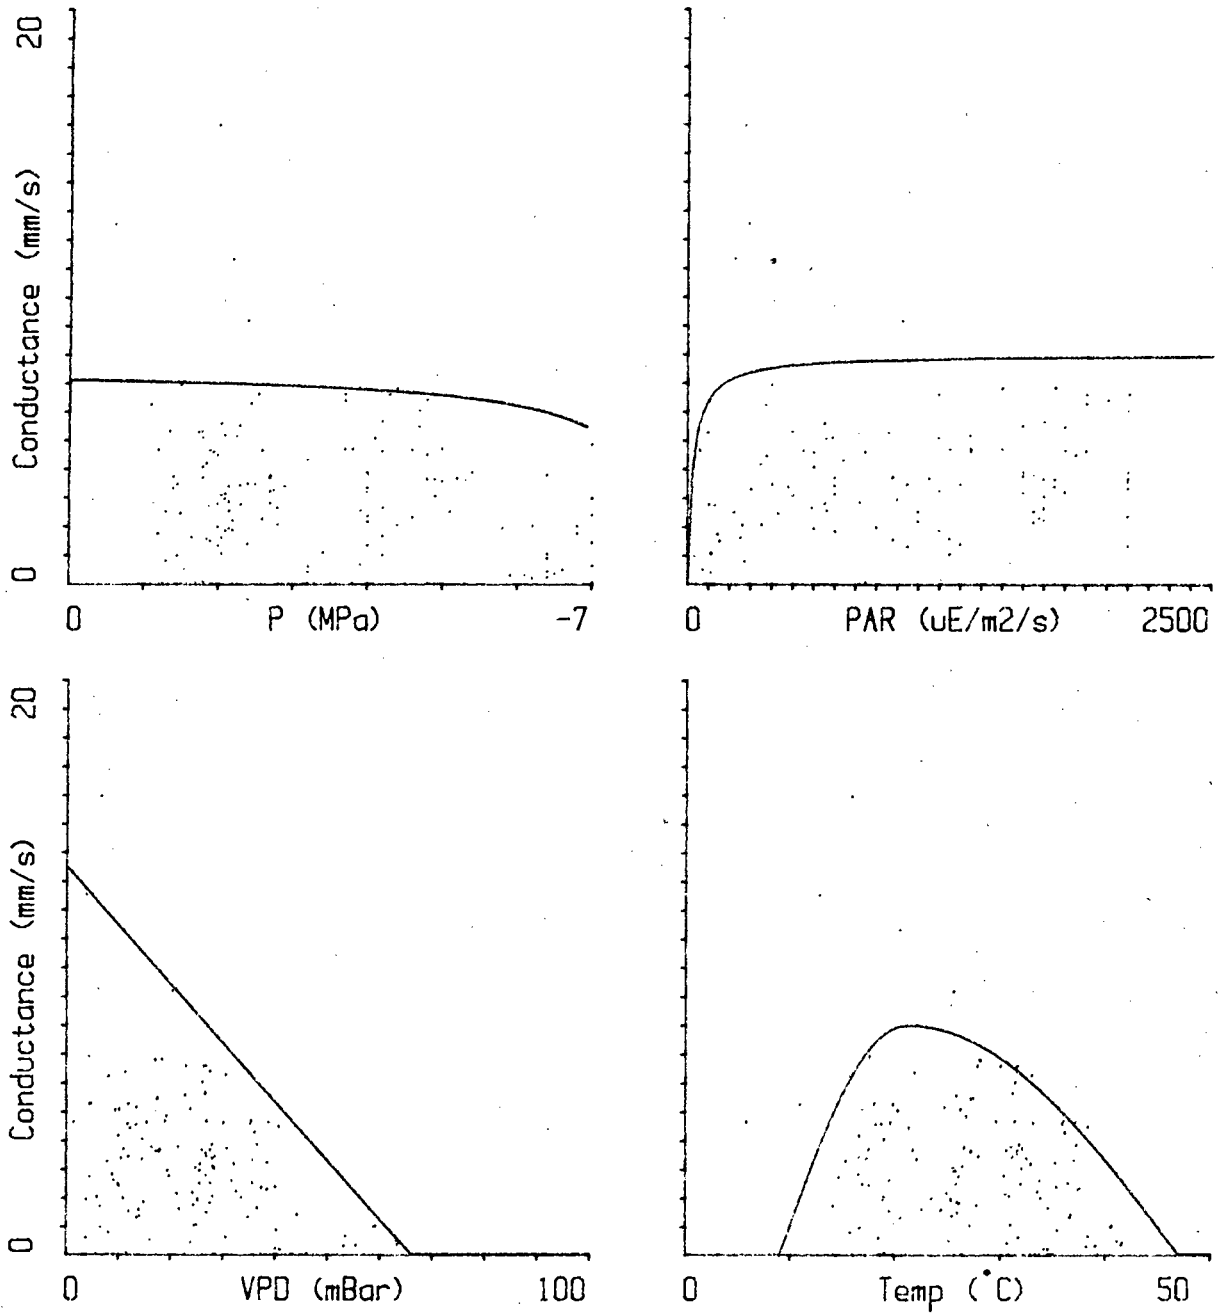 20
Conductance (mm/s)
0
0 P (MPa) -7
0 PAR (uE/m2/s) 2500
20
Conductance (mm/s)
0
0 VPD (mBar) 100
0 Temp (°C) 50